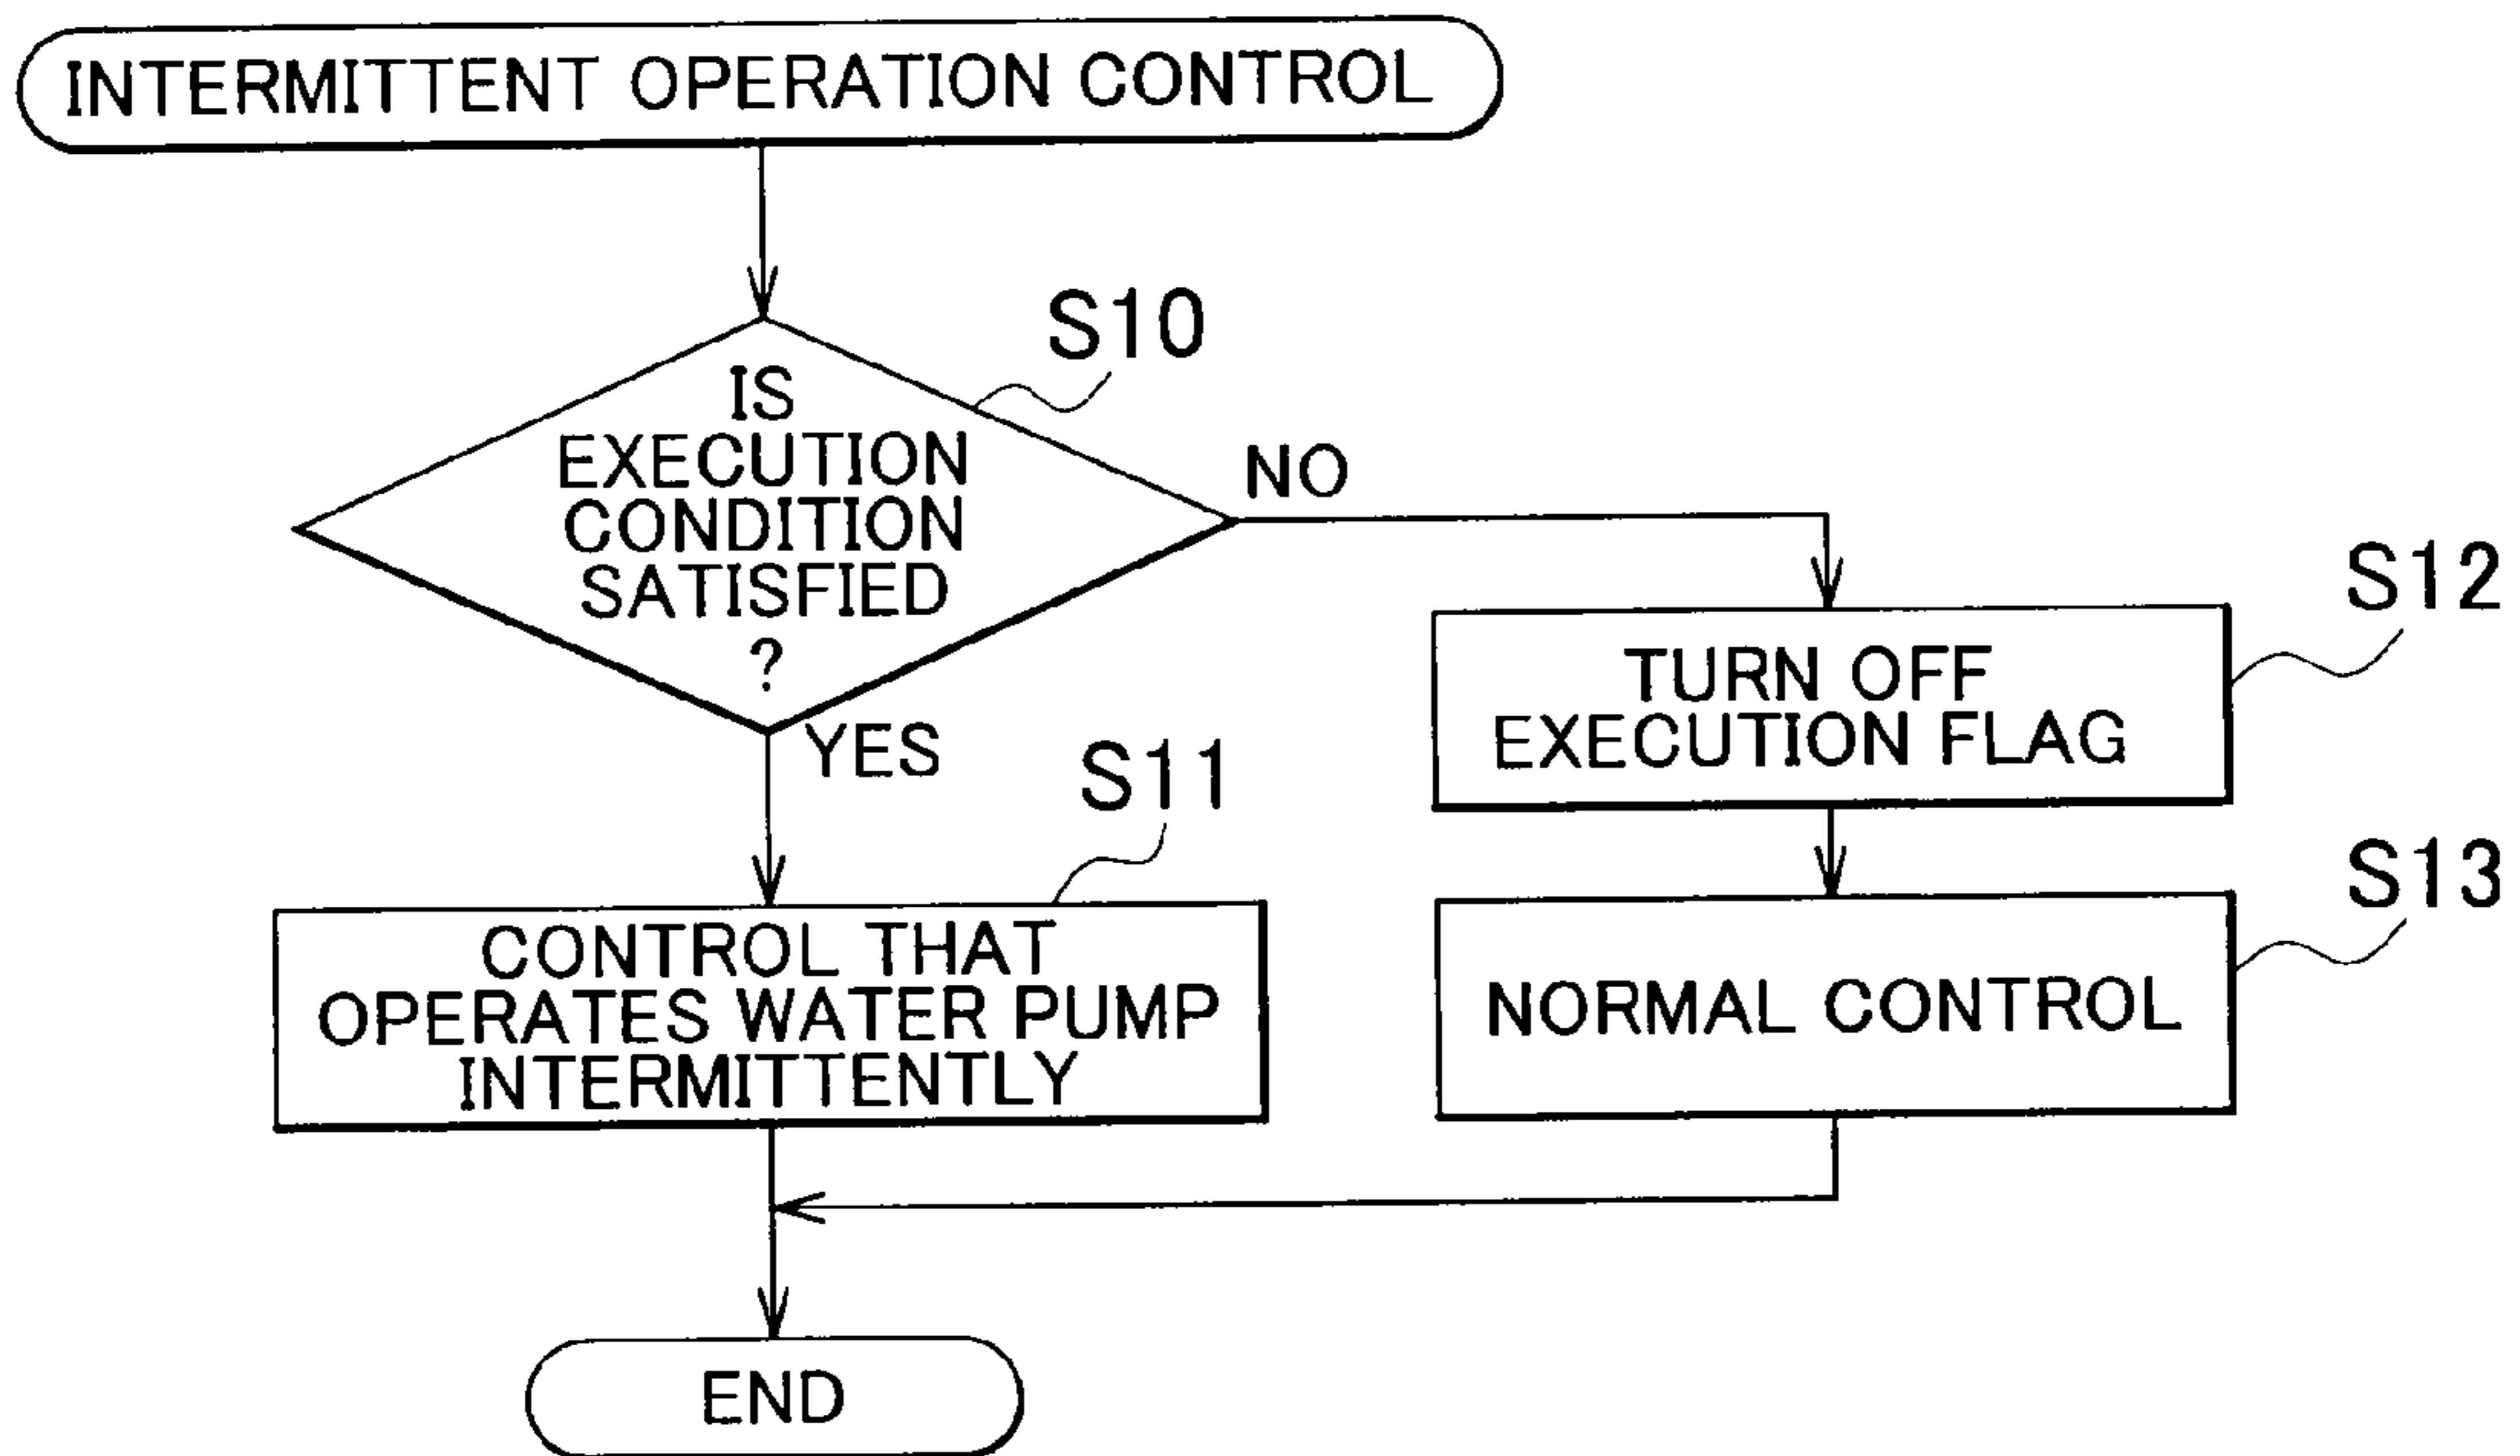 INTERMITTENT OPERATION CONTROL
S10
IS
EXECUTION
CONDITION
SATISFIED
?
NO
YES
S11
CONTROL THAT
OPERATES WATER PUMP
INTERMITTENTLY
S12
TURN OFF
EXECUTION FLAG
S13
NORMAL CONTROL
END